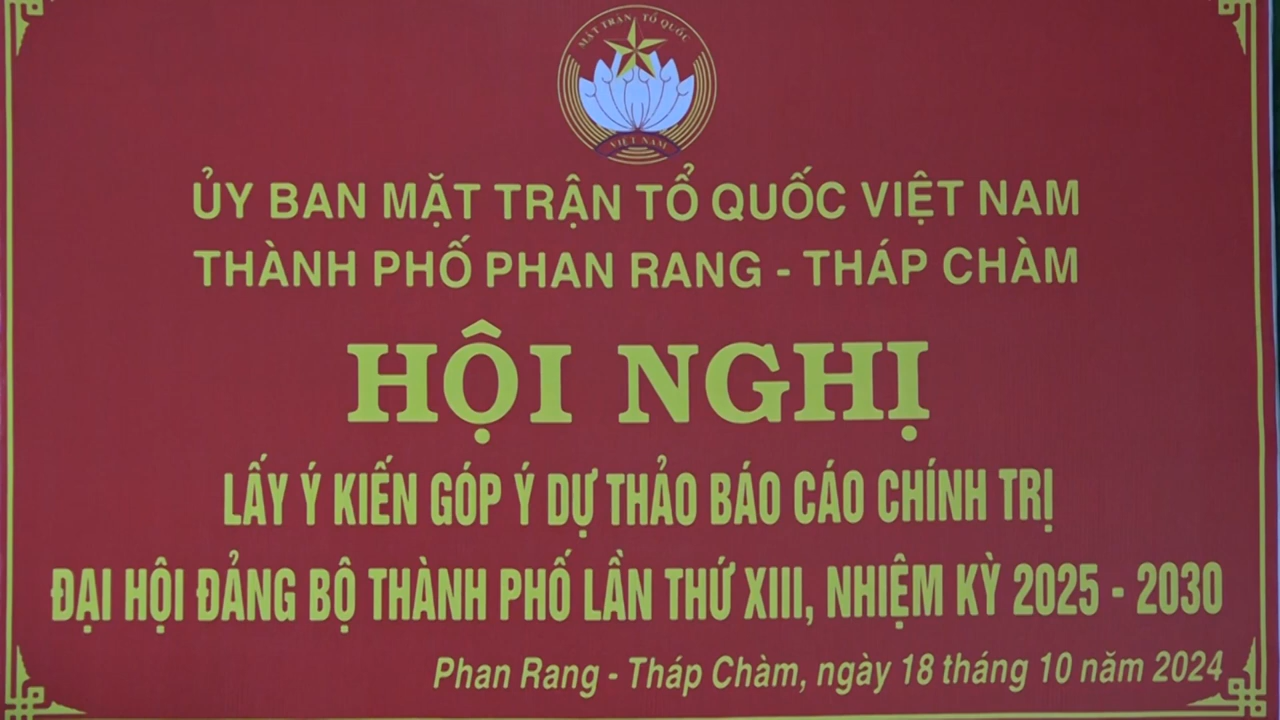 MẶT TRẬN TỔ QUỐC
VIỆT NAM
ỦY BAN MẶT TRẬN TỔ QUỐC VIỆT NAM
THÀNH PHỐ PHAN RANG - THÁP CHÀM
HỘI NGHỊ
LẤY Ý KIẾN GÓP Ý DỰ THẢO BÁO CÁO CHÍNH TRỊ
ĐẠI HỘI ĐẢNG BỘ THÀNH PHỐ LẦN THỨ XIII, NHIỆM KỲ 2025 - 2030
Phan Rang - Tháp Chàm, ngày 18 tháng 10 năm 2024